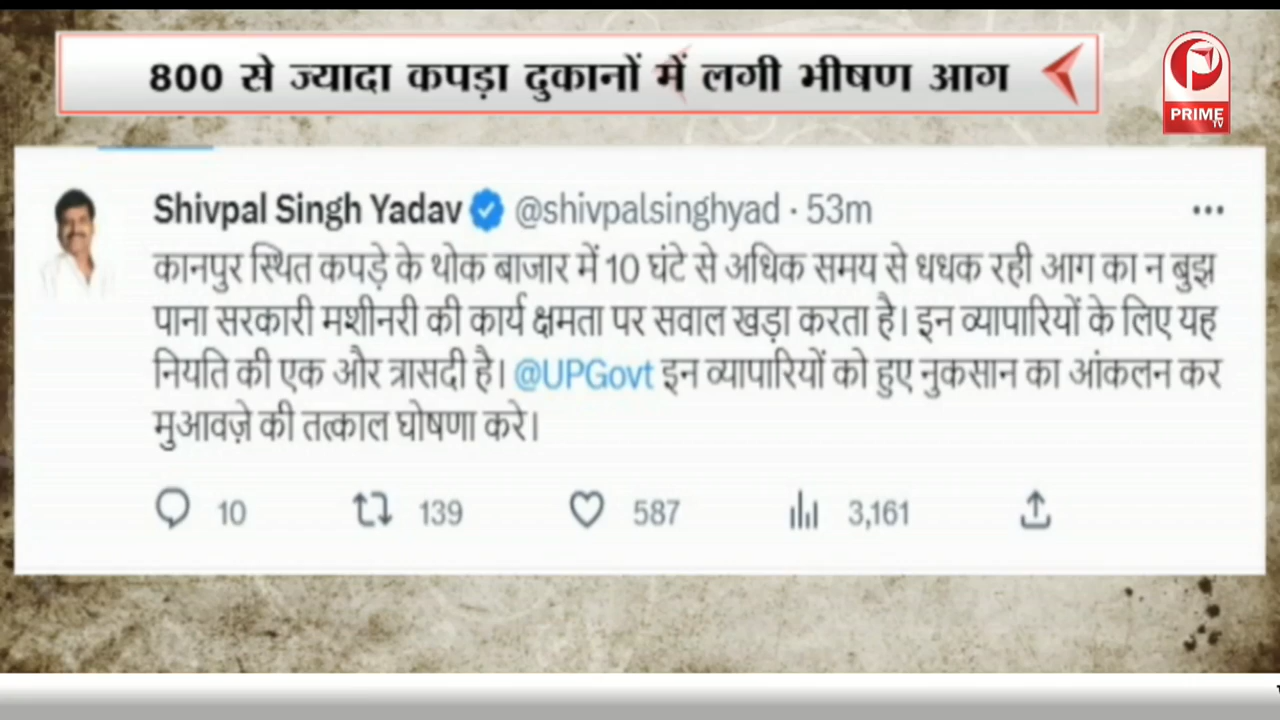 800 से ज्यादा कपड़ा दुकानों में लगी भीषण आग
PRIME
TV
Shivpal Singh Yadav @shivpalsinghyad · 53m
कानपुर स्थित कपड़े के थोक बाजार में 10 घंटे से अधिक समय से धधक रही आग का न बुझ
पाना सरकारी मशीनरी की कार्य क्षमता पर सवाल खड़ा करता है। इन व्यापारियों के लिए यह
नियति की एक और त्रासदी है। @UPGovt इन व्यापारियों को हुए नुकसान का आंकलन कर
मुआवज़े की तत्काल घोषणा करे।
10 139 587 3,161